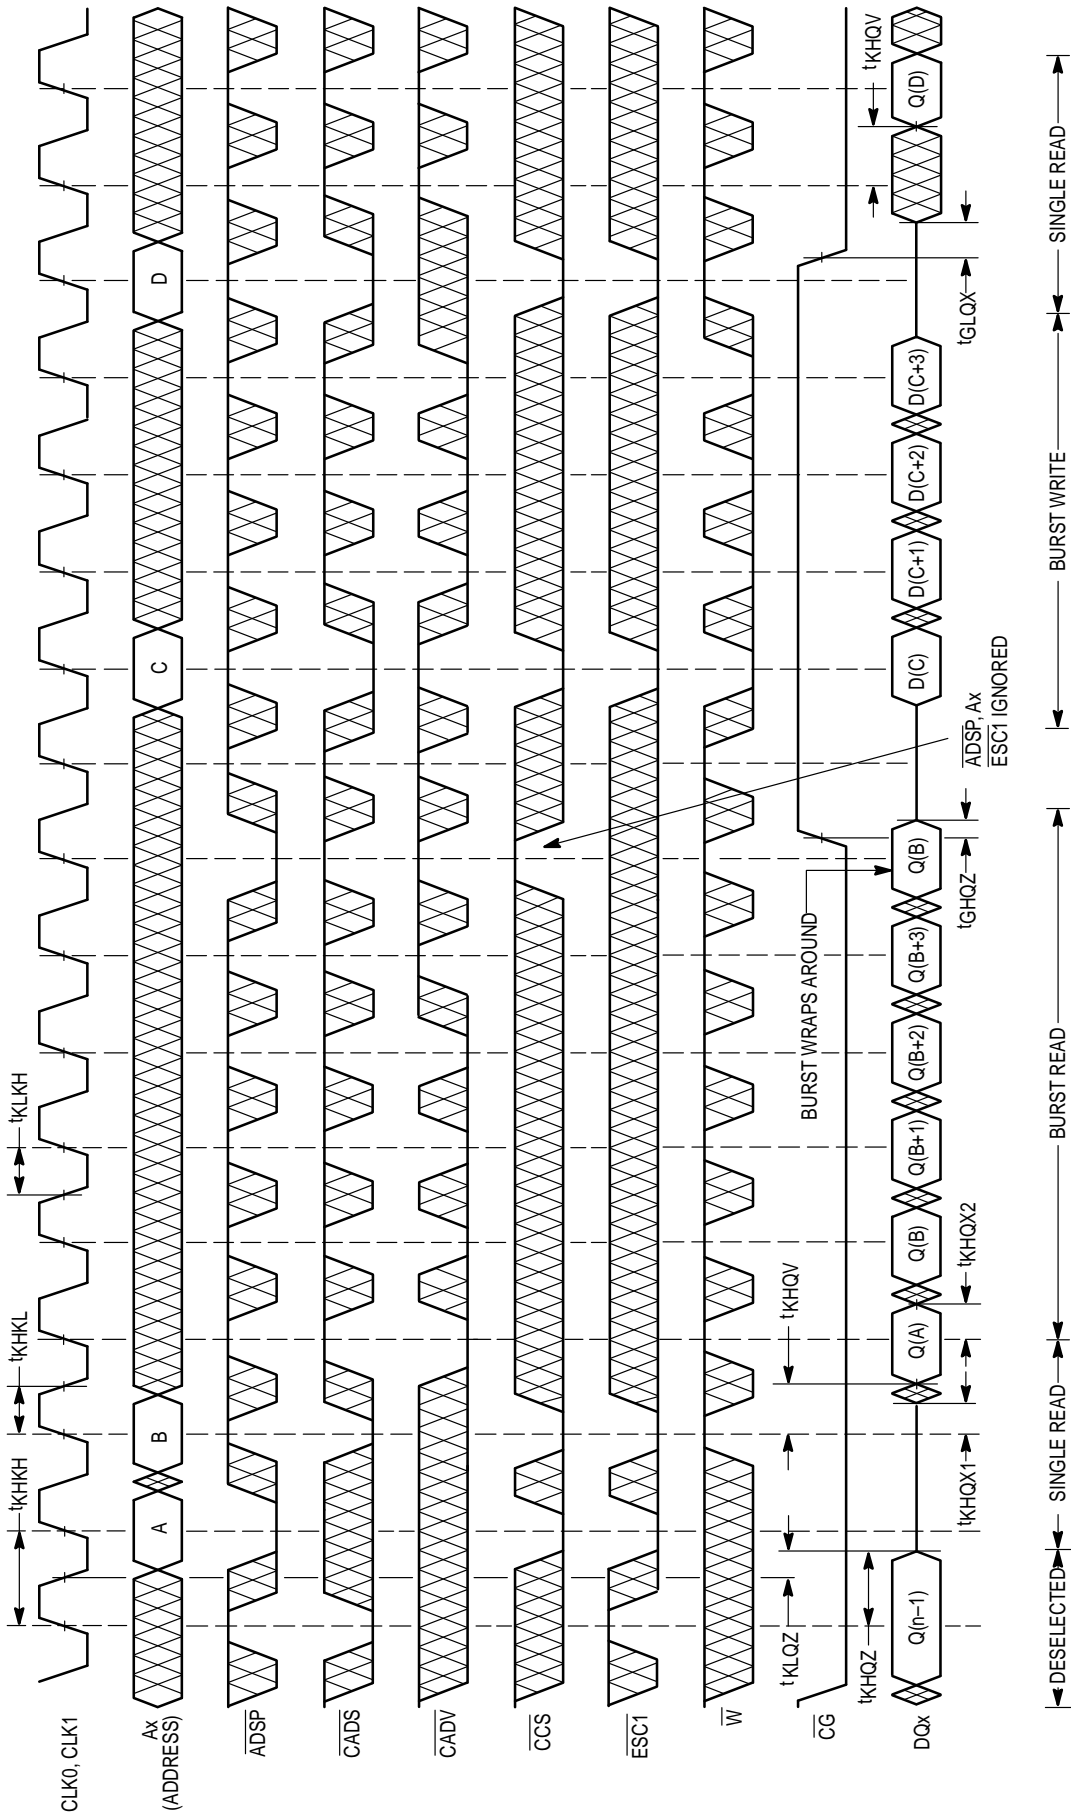 tKHKH
tKHKL
tKLKH
CLK0, CLK1
Ax
(ADDRESS)
A
B
C
D
ADSP
CADS
CADV
CCS
ESC1
W
CG
tKLQZ
tKHQV
BURST WRAPS AROUND
tKHQV
tKHQZ
DQx
Q(n–1)
Q(A)
Q(B)
Q(B+1)
Q(B+2)
Q(B+3)
Q(B)
D(C)
D(C+1)
D(C+2)
D(C+3)
Q(D)
tKHQX1
tKHQX2
tGHQZ
ADSP, Ax
ESC1 IGNORED
tGLQX
DESELECTED
SINGLE READ
BURST READ
BURST WRITE
SINGLE READ